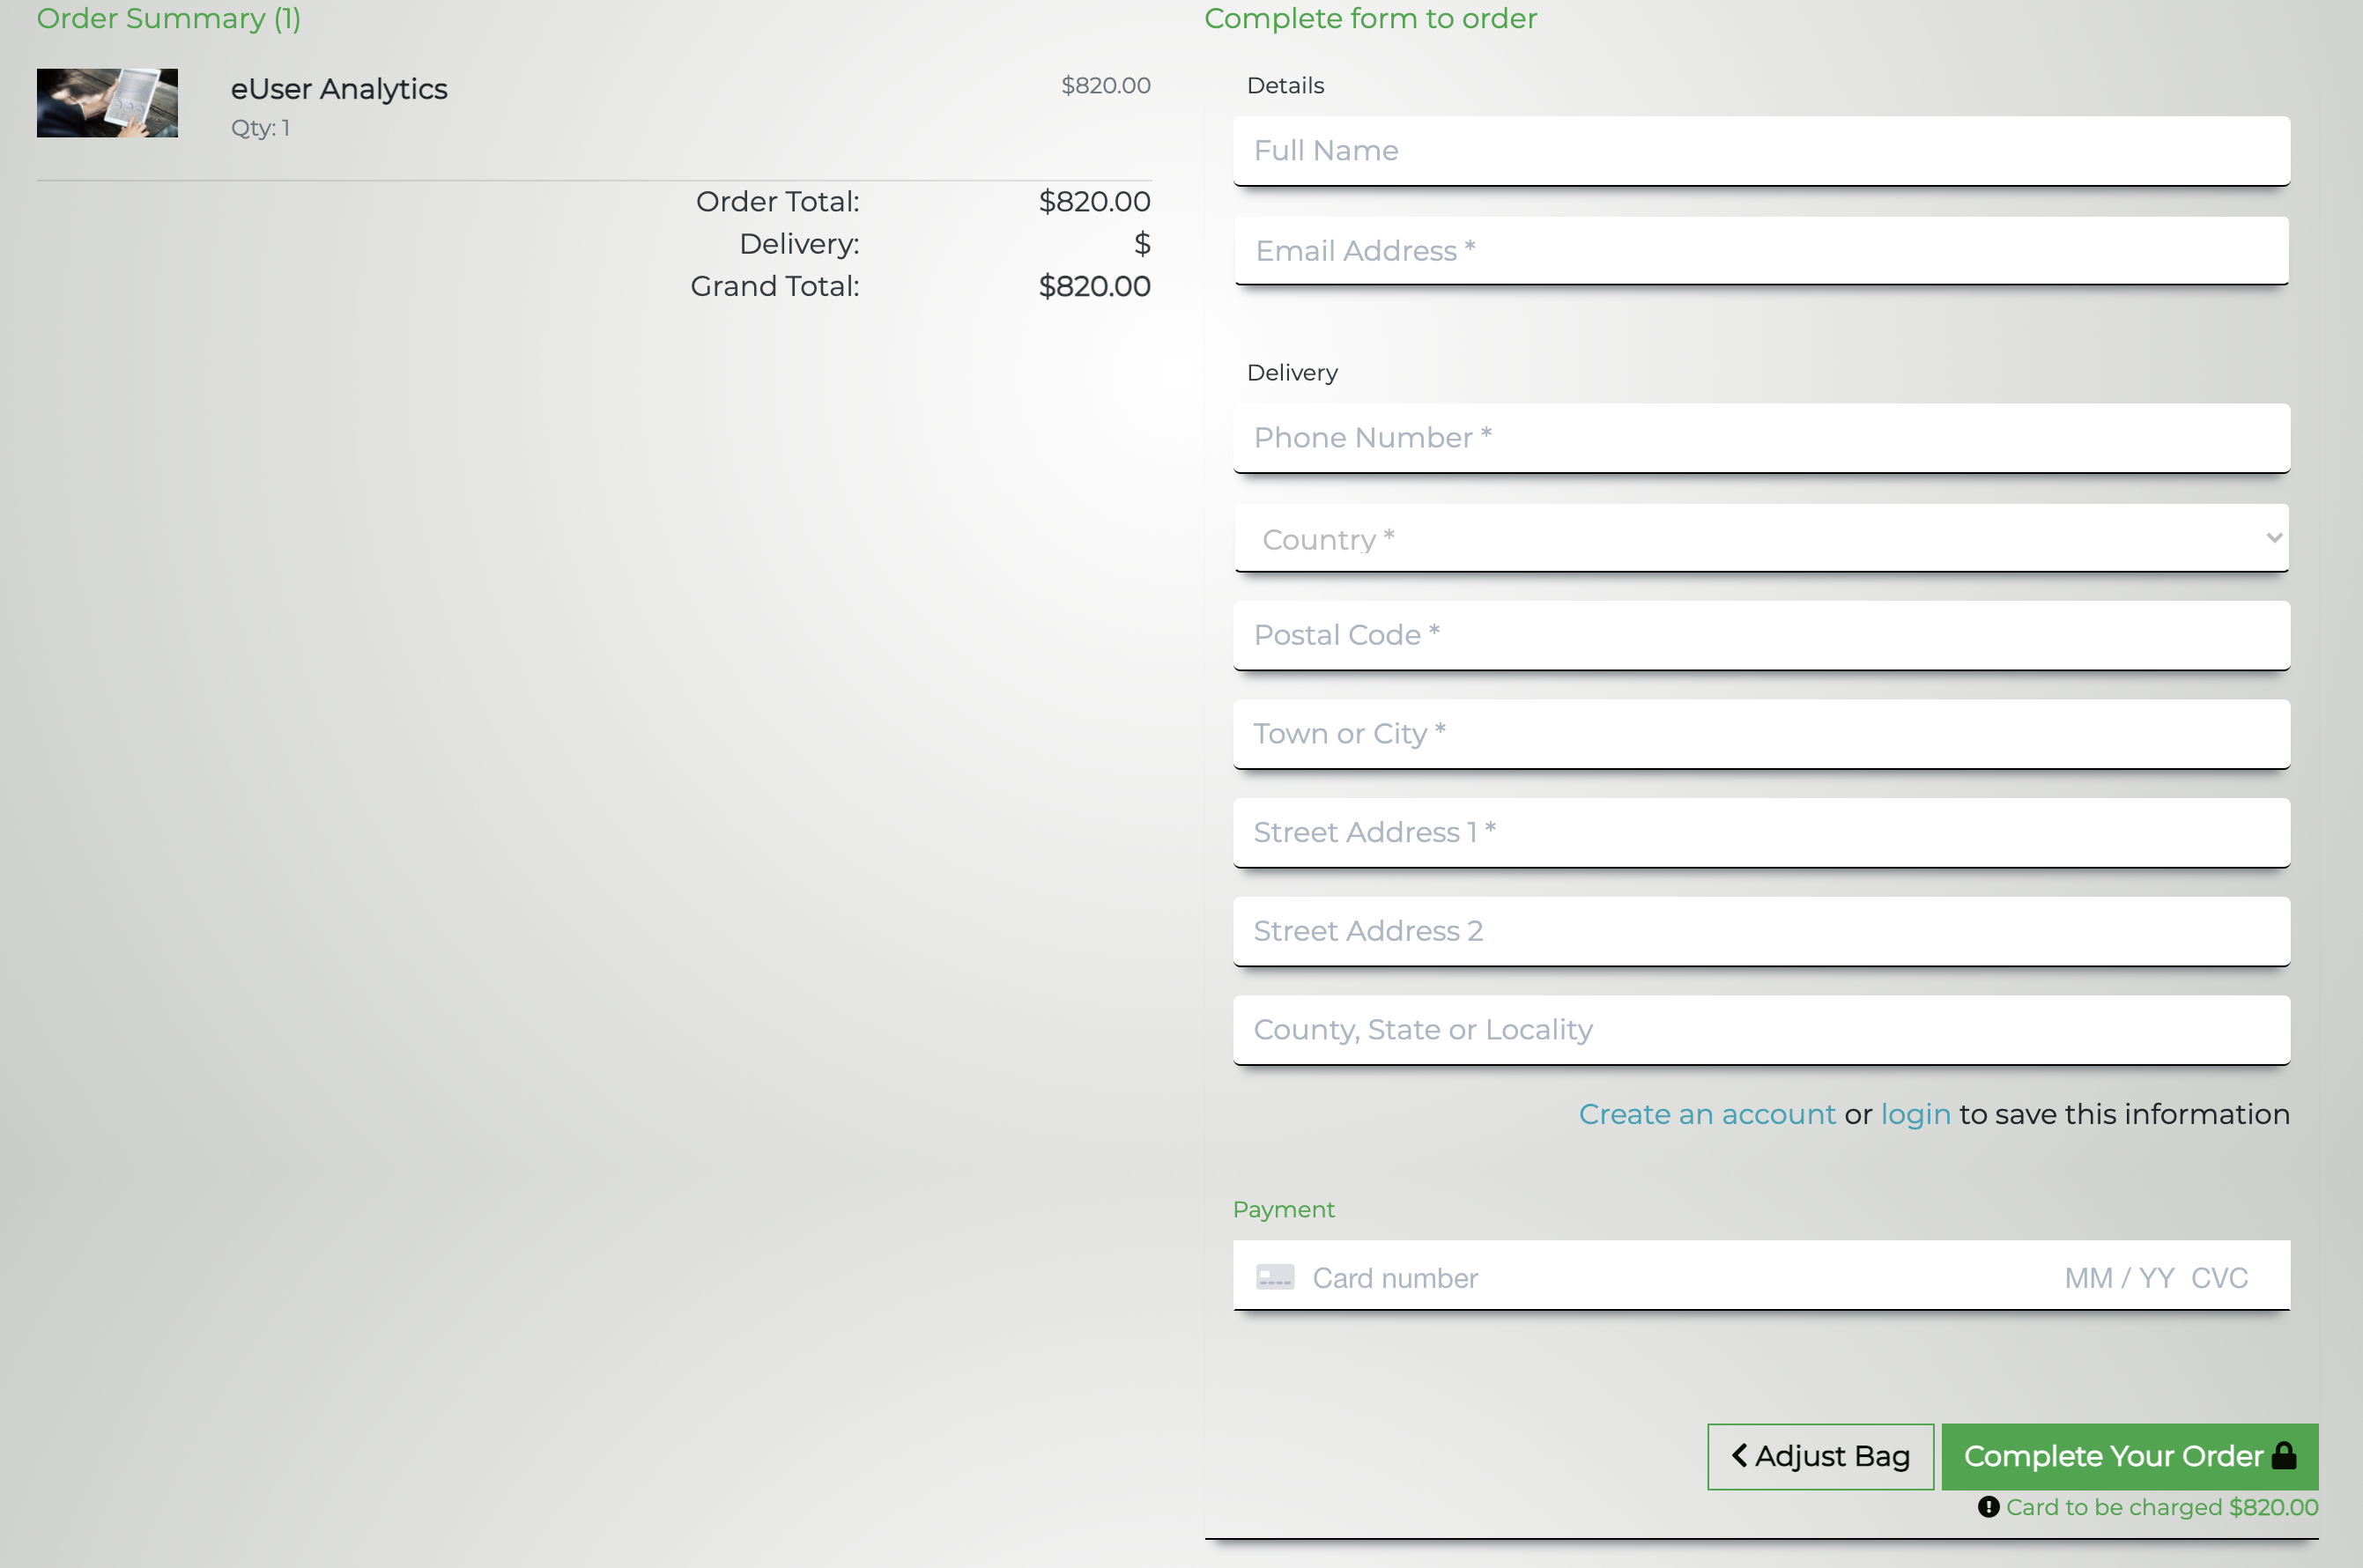 Order Summary (1)
eUser Analytics
$820.00
Qty: 1
Order Total: $820.00
Delivery: $
Grand Total: $820.00
Complete form to order
Details
Full Name
Email Address *
Delivery
Phone Number *
Country *
Postal Code *
Town or City *
Street Address 1 *
Street Address 2
County, State or Locality
Create an account or login to save this information
Payment
Card number MM / YY CVC
Adjust Bag
Complete Your Order
Card to be charged $820.00